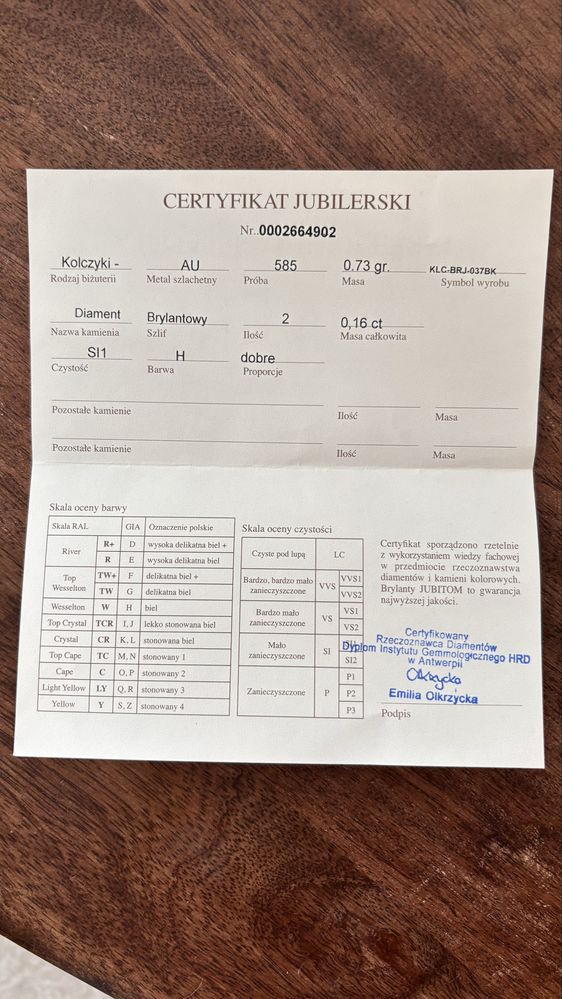 CERTYFIKAT JUBILERSKI
Nr..0002664902
Kolczyki - AU 585 0.73 gr. KLC-BRJ-037BK
Rodzaj biżuterii Metal szlachetny Próba Masa Symbol wyrobu
Diament Brylantowy 2 0,16 ct
Nazwa kamienia Szlif Ilość Masa całkowita
SI1 H dobre
Czystość Barwa Proporcje
Pozostałe kamienie Ilość Masa
Pozostałe kamienie Ilość Masa
Skala oceny barwy
Skala RAL GIA Oznaczenie polskie
River R+ D wysoka delikatna biel +
R E wysoka delikatna biel
Top Wesselton TW+ F delikatna biel +
TW G delikatna biel
Wesselton W H biel
Top Crystal TCR I, J lekko stonowana biel
Crystal CR K, L stonowana biel
Top Cape TC M, N stonowany 1
Cape C O, P stonowany 2
Light Yellow LY Q, R stonowany 3
Yellow Y S, Z stonowany 4
Skala oceny czystości
Czyste pod lupą LC
Bardzo, bardzo mało zanieczyszczone VVS VVS1
VVS2
Bardzo mało zanieczyszczone VS VS1
VS2
Mało zanieczyszczone SI
SI2
Zanieczyszczone P P1
P2
P3
Certyfikat sporządzono rzetelnie
z wykorzystaniem wiedzy fachowej
w przedmiocie rzeczoznawstwa
diamentów i kamieni kolorowych.
Brylanty JUBITOM to gwarancja
najwyższej jakości.
Certyfikowany
Rzeczoznawca Diamentów
Dyplom Instytutu Gemmologicznego HRD
w Antwerpii
Olkrzycka
Emilia Olkrzycka
Podpis